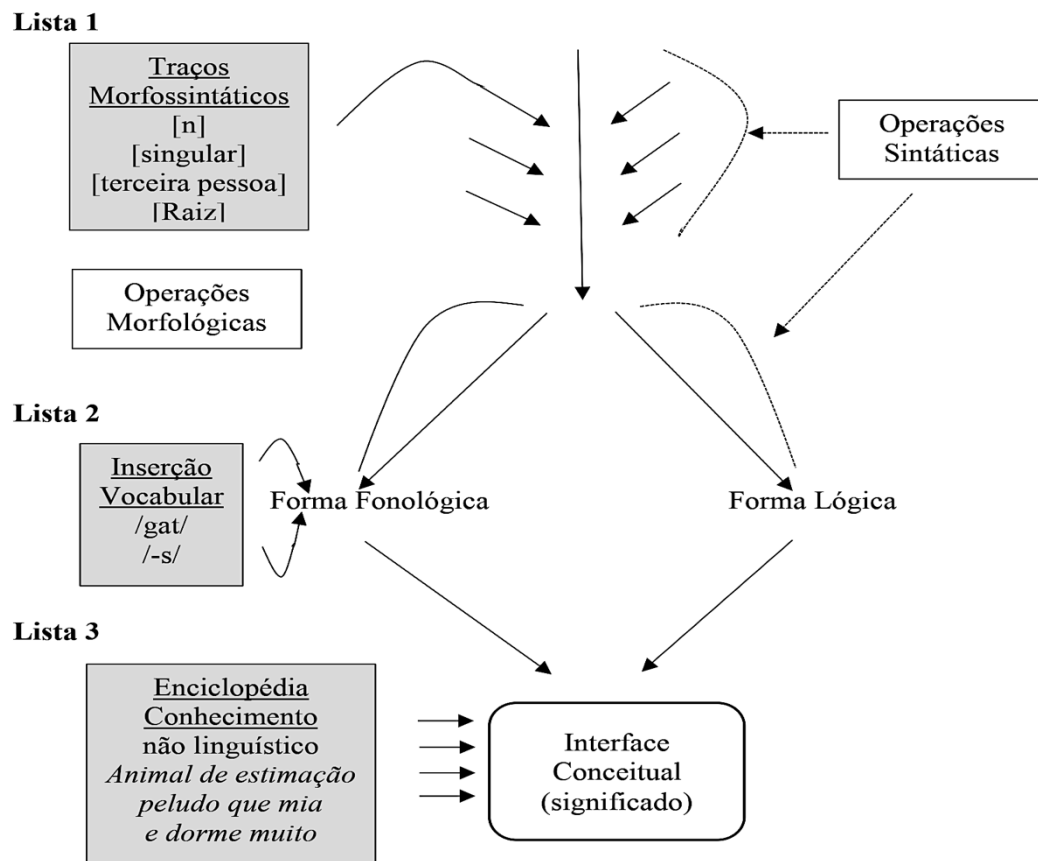 Lista 1
Traços
Morfossintáticos
[n]
[singular]
[terceira pessoa]
[Raiz]
Operações
Sintáticas
Operações
Morfológicas
Lista 2
Inserção
Vocabular
/gat/
/-s/
Forma Fonológica
Forma Lógica
Lista 3
Enciclopédia
Conhecimento
não linguístico
Animal de estimação
peludo que mia
e dorme muito
Interface
Conceitual
(significado)